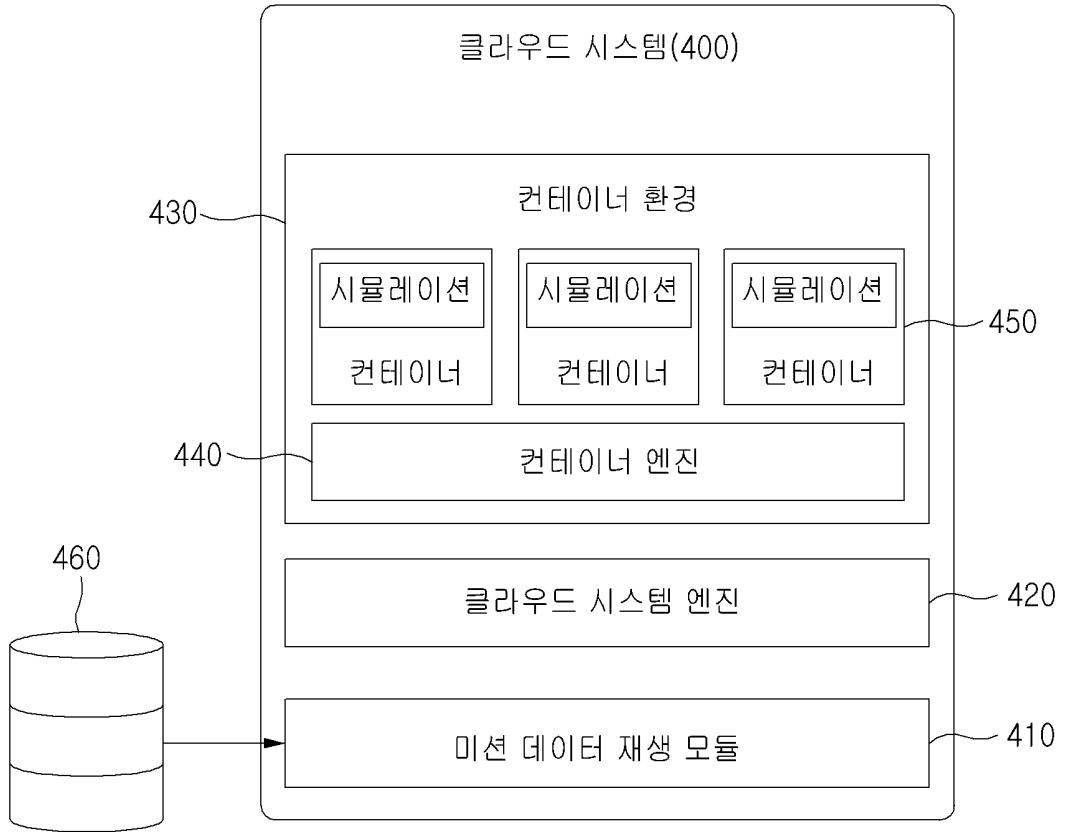 클라우드 시스템(400)
430
컨테이너 환경
시뮬레이션
시뮬레이션
시뮬레이션
450
컨테이너
컨테이너
컨테이너
440
컨테이너 엔진
460
클라우드 시스템 엔진
420
미션 데이터 재생 모듈
410